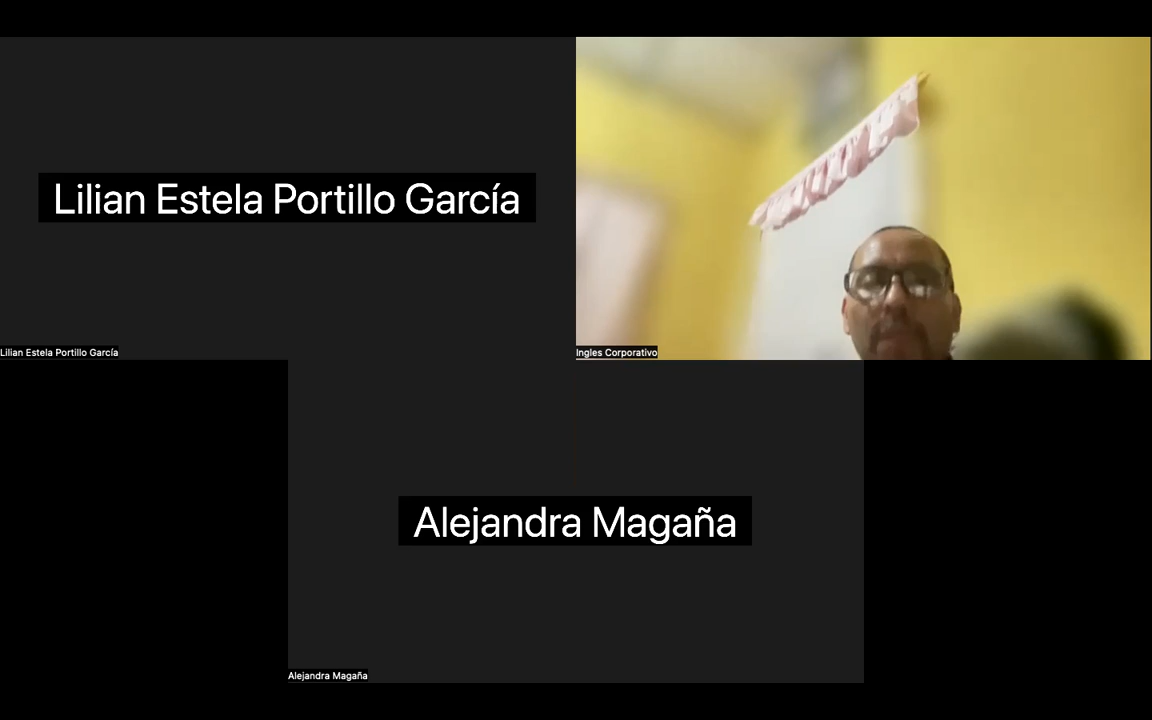 Lilian Estela Portillo García
Lilian Estela Portillo García
Ingles Corporativo
Alejandra Magaña
Alejandra Magaña